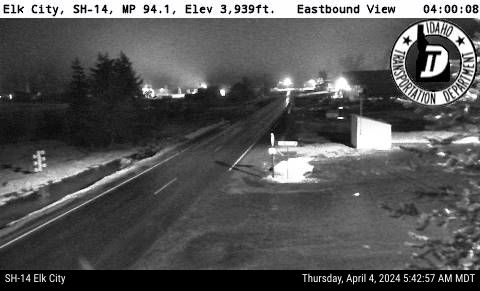 Elk City, SH-14, MP 94.1, Elev 3,939ft. Eastbound View 04:00:08
IDAHO
TRANSPORTATION DEPARTMENT
SH-14 Elk City Thursday, April 4, 2024 5:42:57 AM MDT